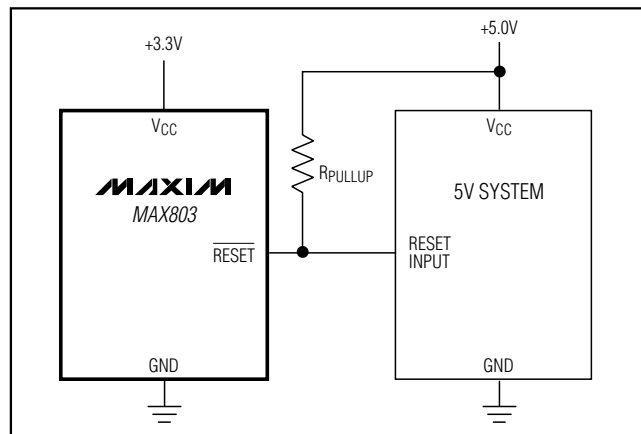 +3.3V
+5.0V
VCC
VCC
RPULLUP
MAXIM
MAX803
5V SYSTEM
RESET
RESET
INPUT
GND
GND